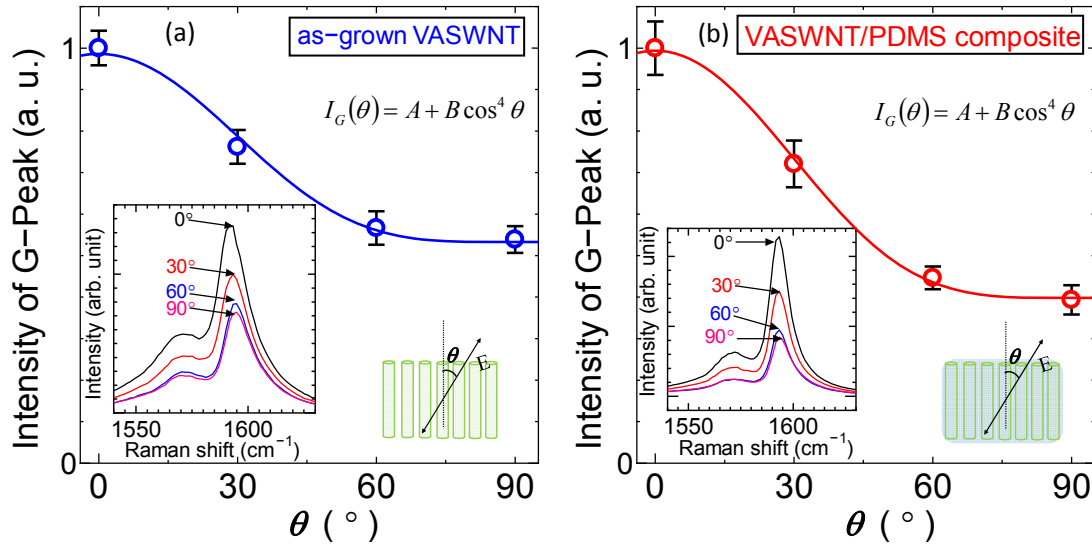 (a)
as−grown VASWNT
I_G(θ) = A + B cos⁴ θ
Intensity of G−Peak (a. u.)
1
0
0°
30°
60°
90°
Intensity (arb. unit)
1550
1600
Raman shift (cm⁻¹)
θ
E
0
30
60
90
θ (°)
(b)
VASWNT/PDMS composite
I_G(θ) = A + B cos⁴ θ
Intensity of G−Peak (a. u.)
1
0
0°
30°
60°
90°
Intensity (arb. unit)
1550
1600
Raman shift (cm⁻¹)
θ
E
0
30
60
90
θ (°)